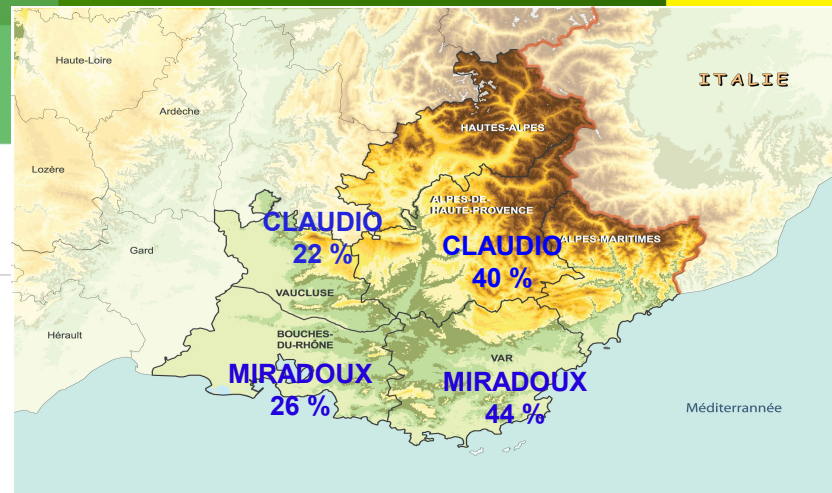 Haute-Loire
ITALIE
Ardèche
HAUTES-ALPES
Lozère
ALPES-DE-
HAUTE-PROVENCE
CLAUDIO
22 %
Gard
CLAUDIO
40 %
ALPES-MARITIMES
VAUCLUSE
Hérault
BOUCHES-
DU-RHÔNE
VAR
MIRADOUX
26 %
MIRADOUX
44 %
Méditerrannée